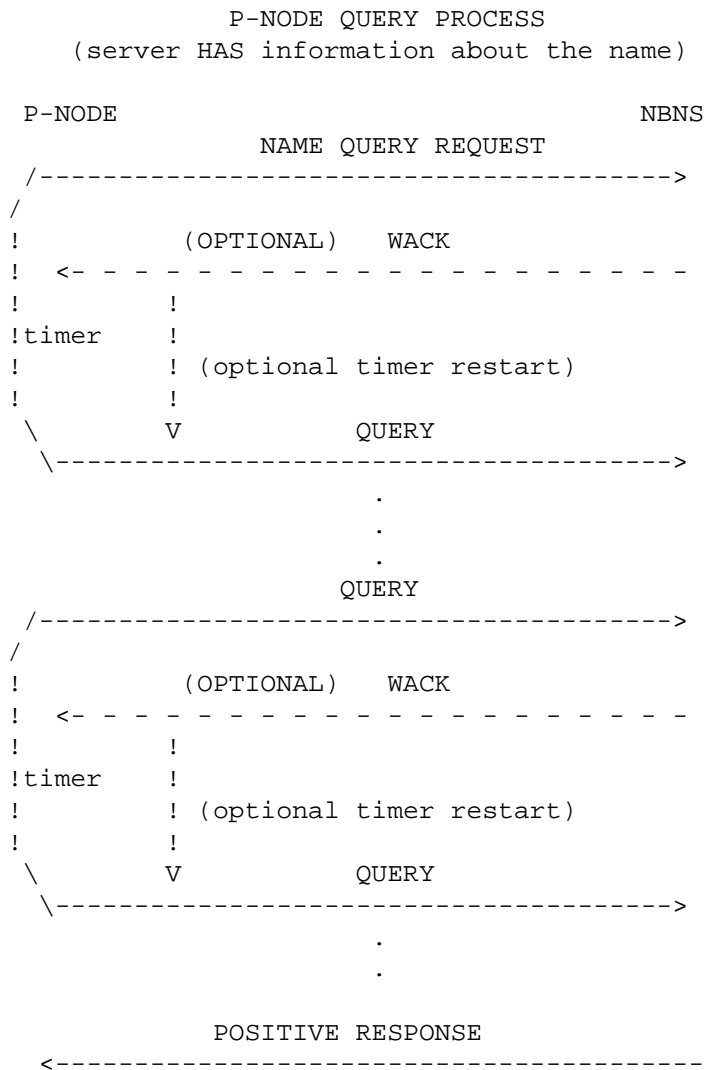 P-NODE QUERY PROCESS
(server HAS information about the name)
P-NODE NBNS
NAME QUERY REQUEST
/---------------------------------------->
/
! (OPTIONAL) WACK
! <- - - - - - - - - - - - - - - - - - - -
! !
!timer !
! ! (optional timer restart)
! !
\ V QUERY
\--------------------------------------->
.
.
.
QUERY
/---------------------------------------->
/
! (OPTIONAL) WACK
! <- - - - - - - - - - - - - - - - - - - -
! !
!timer !
! ! (optional timer restart)
! !
\ V QUERY
\--------------------------------------->
.
.
POSITIVE RESPONSE
<-----------------------------------------